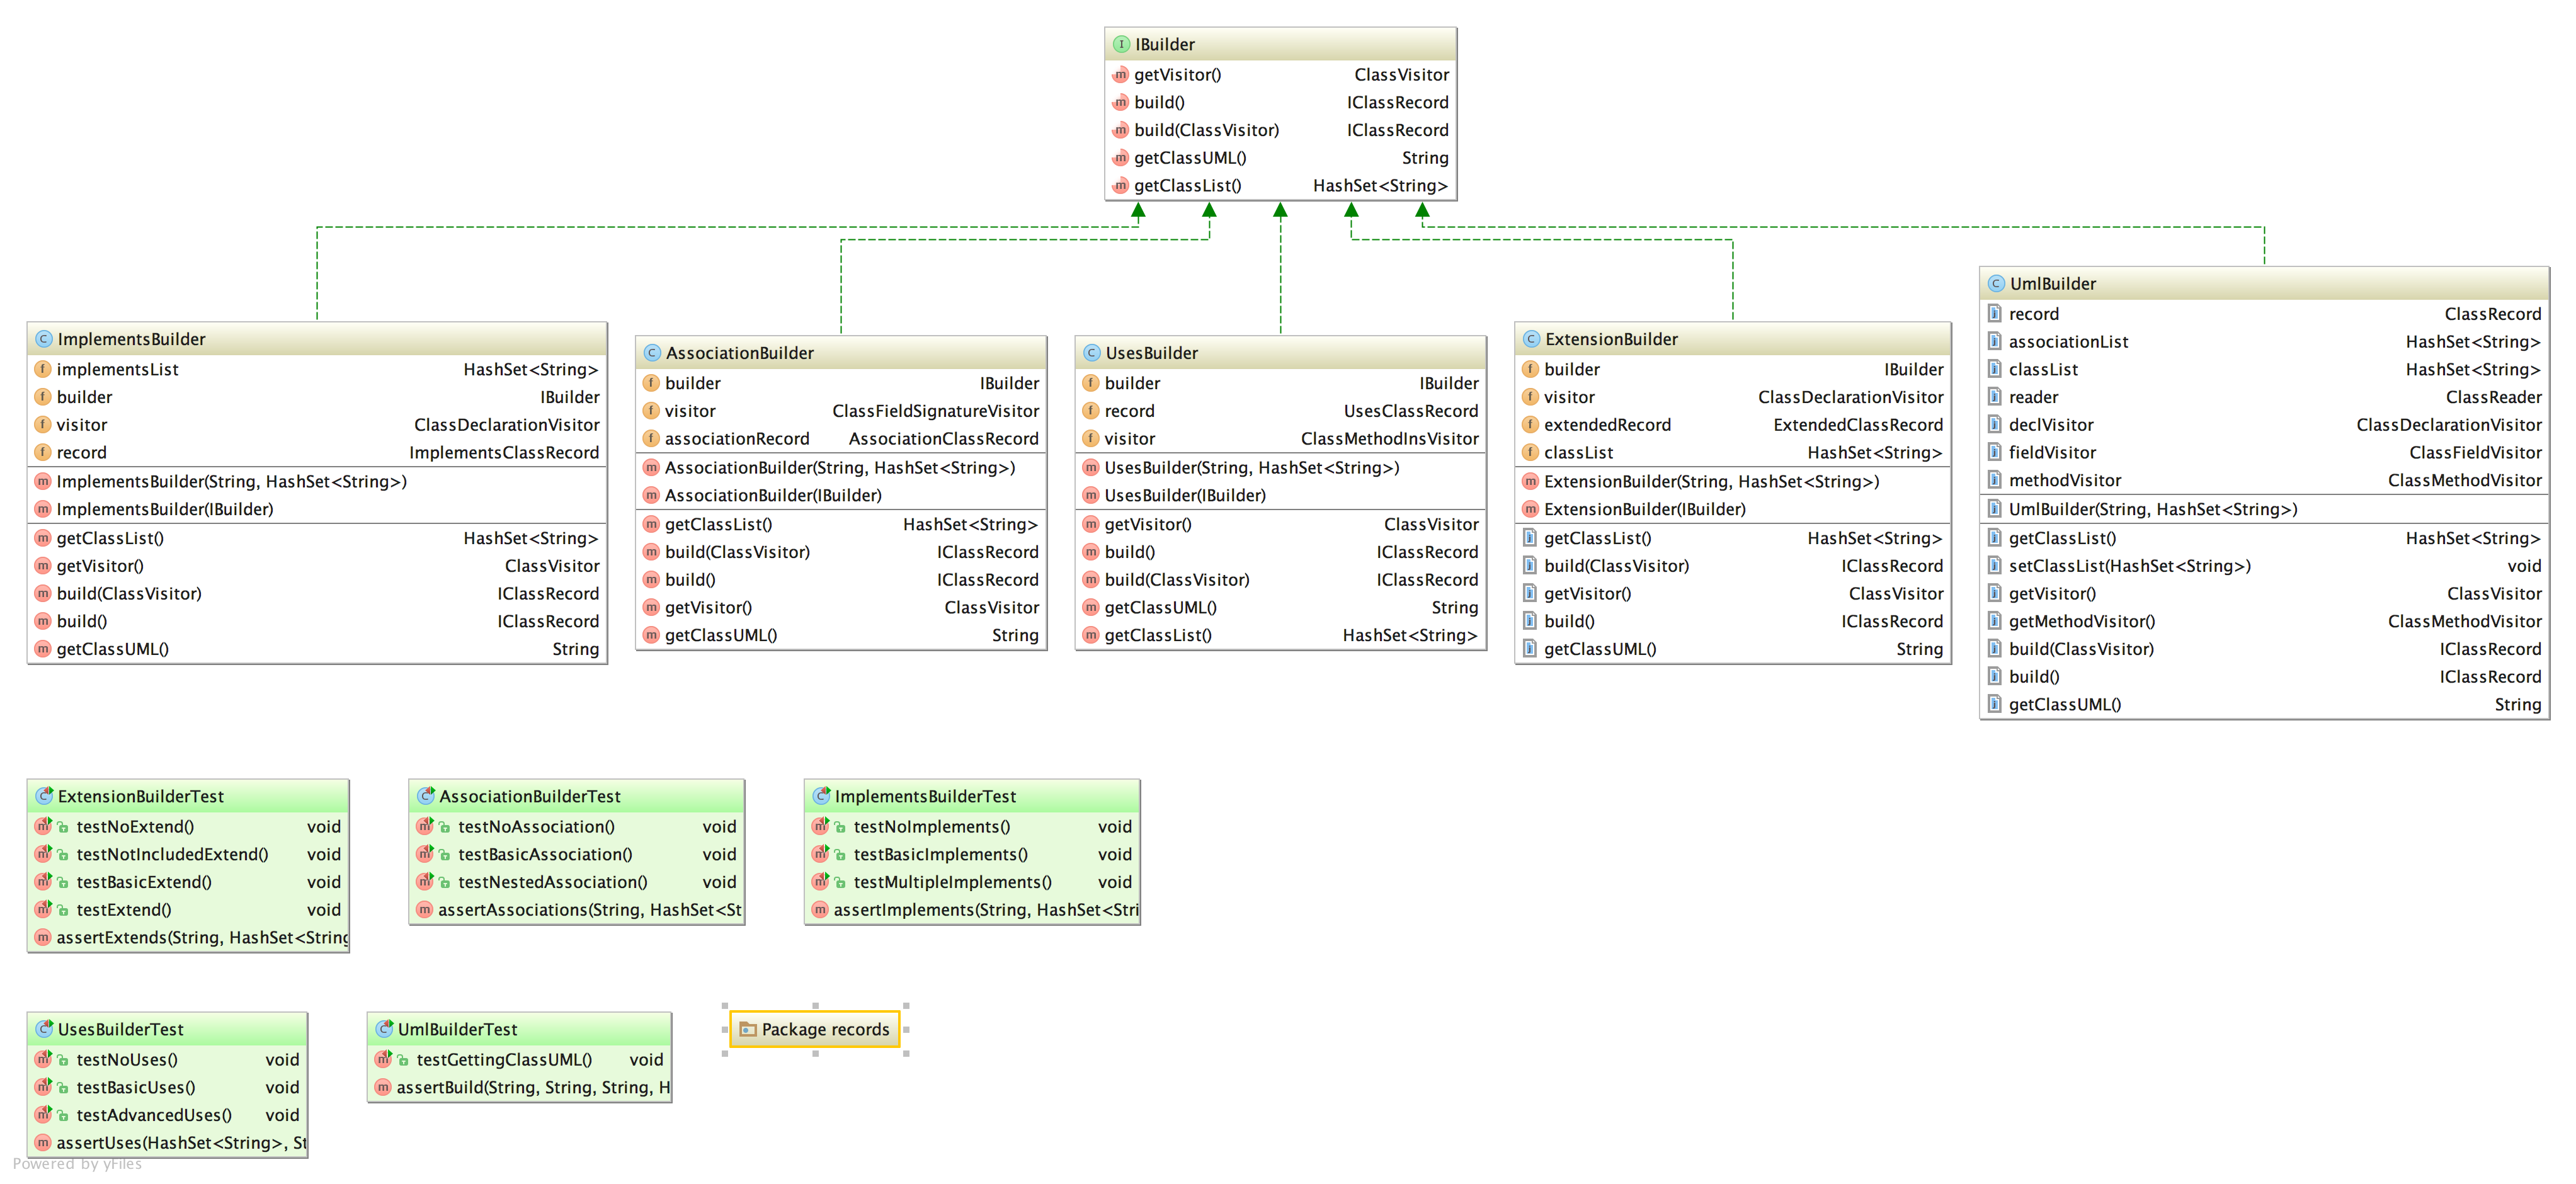 IBuilder
getVisitor() ClassVisitor
build() IClassRecord
build(ClassVisitor) IClassRecord
getClassUML() String
getClassList() HashSet<String>
ImplementsBuilder
implementsList HashSet<String>
builder IBuilder
visitor ClassDeclarationVisitor
record ImplementsClassRecord
ImplementsBuilder(String, HashSet<String>)
ImplementsBuilder(IBuilder)
getClassList() HashSet<String>
getVisitor() ClassVisitor
build(ClassVisitor) IClassRecord
build() IClassRecord
getClassUML() String
AssociationBuilder
builder IBuilder
visitor ClassFieldSignatureVisitor
associationRecord AssociationClassRecord
AssociationBuilder(String, HashSet<String>)
AssociationBuilder(IBuilder)
getClassList() HashSet<String>
build(ClassVisitor) IClassRecord
build() IClassRecord
getVisitor() ClassVisitor
getClassUML() String
UsesBuilder
builder IBuilder
record UsesClassRecord
visitor ClassMethodInsVisitor
UsesBuilder(String, HashSet<String>)
UsesBuilder(IBuilder)
getVisitor() ClassVisitor
build() IClassRecord
build(ClassVisitor) IClassRecord
getClassUML() String
getClassList() HashSet<String>
ExtensionBuilder
builder IBuilder
visitor ClassDeclarationVisitor
extendedRecord ExtendedClassRecord
classList HashSet<String>
ExtensionBuilder(String, HashSet<String>)
ExtensionBuilder(IBuilder)
getClassList() HashSet<String>
build(ClassVisitor) IClassRecord
getVisitor() ClassVisitor
build() IClassRecord
getClassUML() String
UmlBuilder
record ClassRecord
associationList HashSet<String>
classList HashSet<String>
reader ClassReader
declVisitor ClassDeclarationVisitor
fieldVisitor ClassFieldVisitor
methodVisitor ClassMethodVisitor
UmlBuilder(String, HashSet<String>)
getClassList() HashSet<String>
setClassList(HashSet<String>) void
getVisitor() ClassVisitor
getMethodVisitor() ClassMethodVisitor
build(ClassVisitor) IClassRecord
build() IClassRecord
getClassUML() String
ExtensionBuilderTest
testNoExtend() void
testNotIncludedExtend() void
testBasicExtend() void
testExtend() void
assertExtends(String, HashSet<String
AssociationBuilderTest
testNoAssociation() void
testBasicAssociation() void
testNestedAssociation() void
assertAssociations(String, HashSet<St
ImplementsBuilderTest
testNoImplements() void
testBasicImplements() void
testMultipleImplements() void
assertImplements(String, HashSet<Stri
UsesBuilderTest
testNoUses() void
testBasicUses() void
testAdvancedUses() void
assertUses(HashSet<String>, St
UmlBuilderTest
testGettingClassUML() void
assertBuild(String, String, String, H
Package records
Powered by yFiles